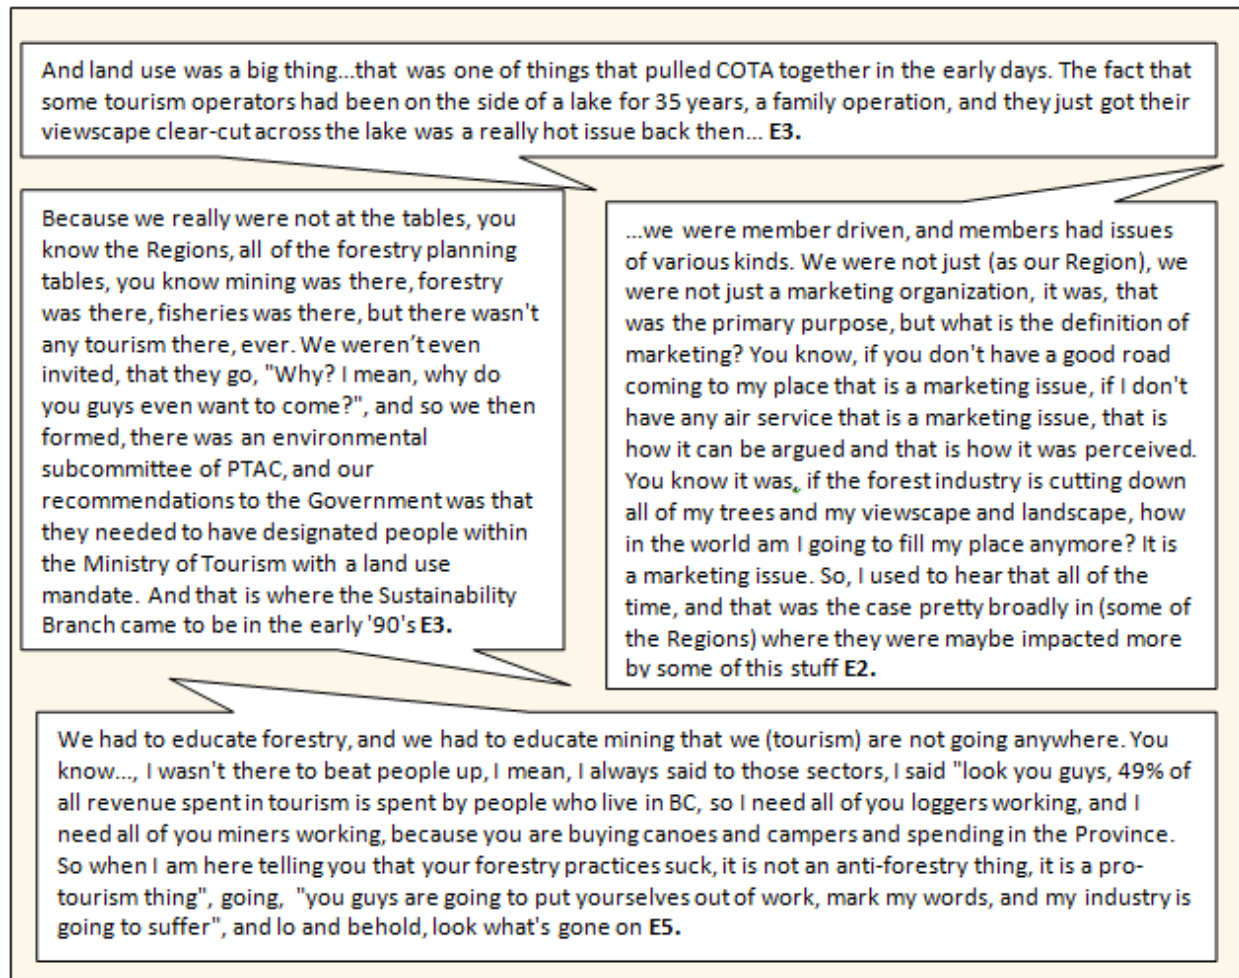 And land use was a big thing...that was one of things that pulled COTA together in the early days. The fact that
some tourism operators had been on the side of a lake for 35 years, a family operation, and they just got their
viewscape clear-cut across the lake was a really hot issue back then... E3.
Because we really were not at the tables, you
know the Regions, all of the forestry planning
tables, you know mining was there, forestry
was there, fisheries was there, but there wasn't
any tourism there, ever. We weren’t even
invited, that they go, "Why? I mean, why do
you guys even want to come?", and so we then
formed, there was an environmental
subcommittee of PTAC, and our
recommendations to the Government was that
they needed to have designated people within
the Ministry of Tourism with a land use
mandate. And that is where the Sustainability
Branch came to be in the early '90's E3.
...we were member driven, and members had issues
of various kinds. We were not just (as our Region), we
were not just a marketing organization, it was, that
was the primary purpose, but what is the definition of
marketing? You know, if you don't have a good road
coming to my place that is a marketing issue, if I don't
have any air service that is a marketing issue, that is
how it can be argued and that is how it was perceived.
You know it was, if the forest industry is cutting down
all of my trees and my viewscape and landscape, how
in the world am I going to fill my place anymore? It is
a marketing issue. So, I used to hear that all of the
time, and that was the case pretty broadly in (some of
the Regions) where they were maybe impacted more
by some of this stuff E2.
We had to educate forestry, and we had to educate mining that we (tourism) are not going anywhere. You
know..., I wasn't there to beat people up, I mean, I always said to those sectors, I said "look you guys, 49% of
all revenue spent in tourism is spent by people who live in BC, so I need all of you loggers working, and I
need all of you miners working, because you are buying canoes and campers and spending in the Province.
So when I am here telling you that your forestry practices suck, it is not an anti-forestry thing, it is a pro-
tourism thing", going, "you guys are going to put yourselves out of work, mark my words, and my industry is
going to suffer", and lo and behold, look what's gone on E5.